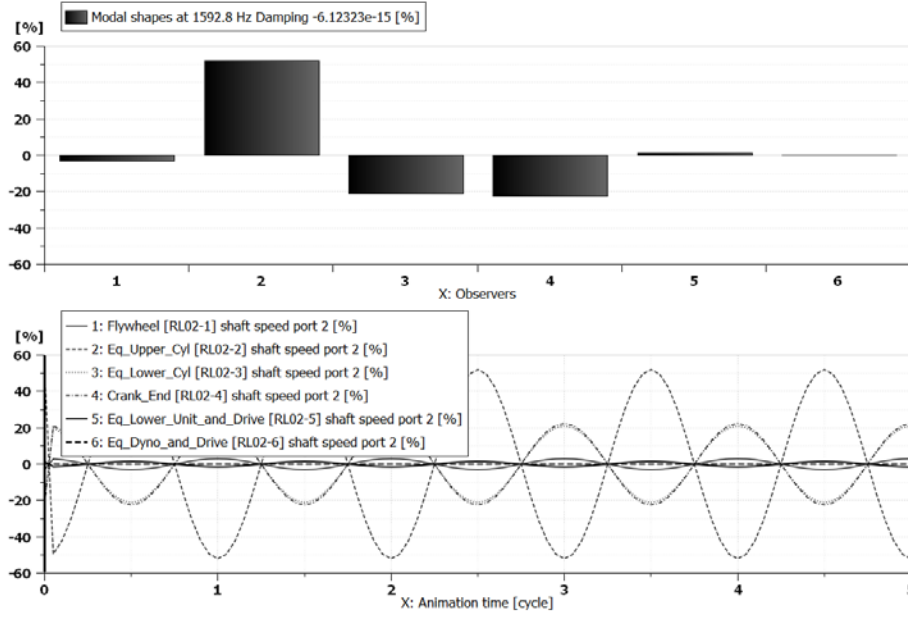 [%]
Modal shapes at 1592.8 Hz Damping -6.12323e-15 [%]
60
40
20
0
-20
-40
-60
1 2 3 4 5 6
X: Observers
[%]
1: Flywheel [RL02-1] shaft speed port 2 [%]
2: Eq_Upper_Cyl [RL02-2] shaft speed port 2 [%]
3: Eq_Lower_Cyl [RL02-3] shaft speed port 2 [%]
4: Crank_End [RL02-4] shaft speed port 2 [%]
5: Eq_Lower_Unit_and_Drive [RL02-5] shaft speed port 2 [%]
6: Eq_Dyno_and_Drive [RL02-6] shaft speed port 2 [%]
60
40
20
0
-20
-40
-60
0 1 2 3 4 5
X: Animation time [cycle]